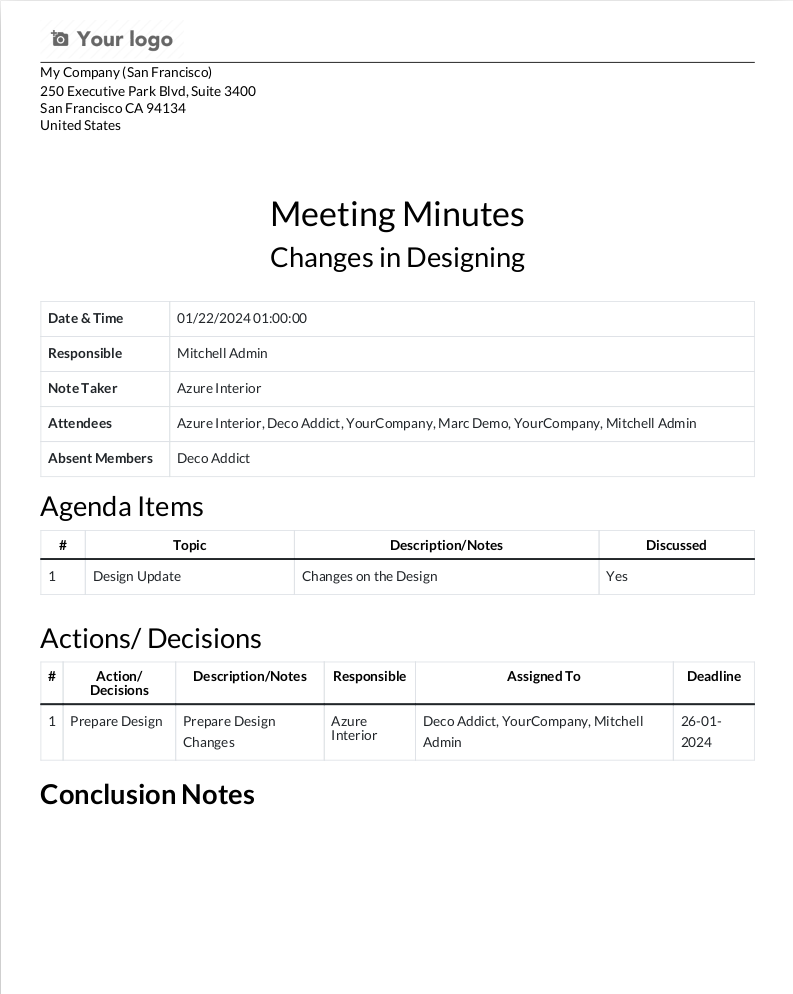 Your logo
My Company (San Francisco)
250 Executive Park Blvd, Suite 3400
San Francisco CA 94134
United States
Meeting Minutes
Changes in Designing
Date & Time 01/22/2024 01:00:00
Responsible Mitchell Admin
Note Taker Azure Interior
Attendees Azure Interior, Deco Addict, YourCompany, Marc Demo, YourCompany, Mitchell Admin
Absent Members Deco Addict
Agenda Items
# Topic Description/Notes Discussed
1 Design Update Changes on the Design Yes
Actions/ Decisions
# Action/ Description/Notes Responsible Assigned To Deadline
Decisions
1 Prepare Design Prepare Design Azure Deco Addict, YourCompany, Mitchell 26-01-
Changes Interior Admin 2024
Conclusion Notes